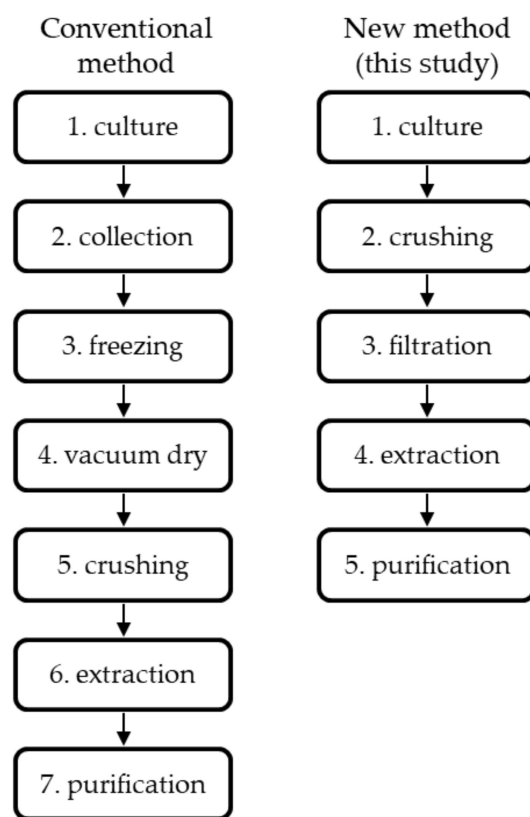 Conventional
method
1. culture
2. collection
3. freezing
4. vacuum dry
5. crushing
6. extraction
7. purification
New method
(this study)
1. culture
2. crushing
3. filtration
4. extraction
5. purification